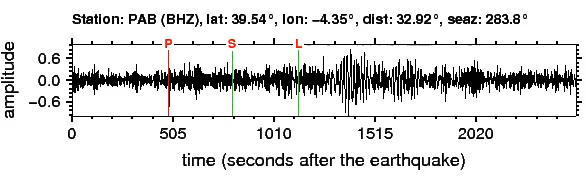 Station: PAB (BHZ), lat: 39.54°, lon: −4.35°, dist: 32.92°, seaz: 283.8°
P S L
amplitude
0.6
0.0
−0.6
0 505 1010 1515 2020
time (seconds after the earthquake)